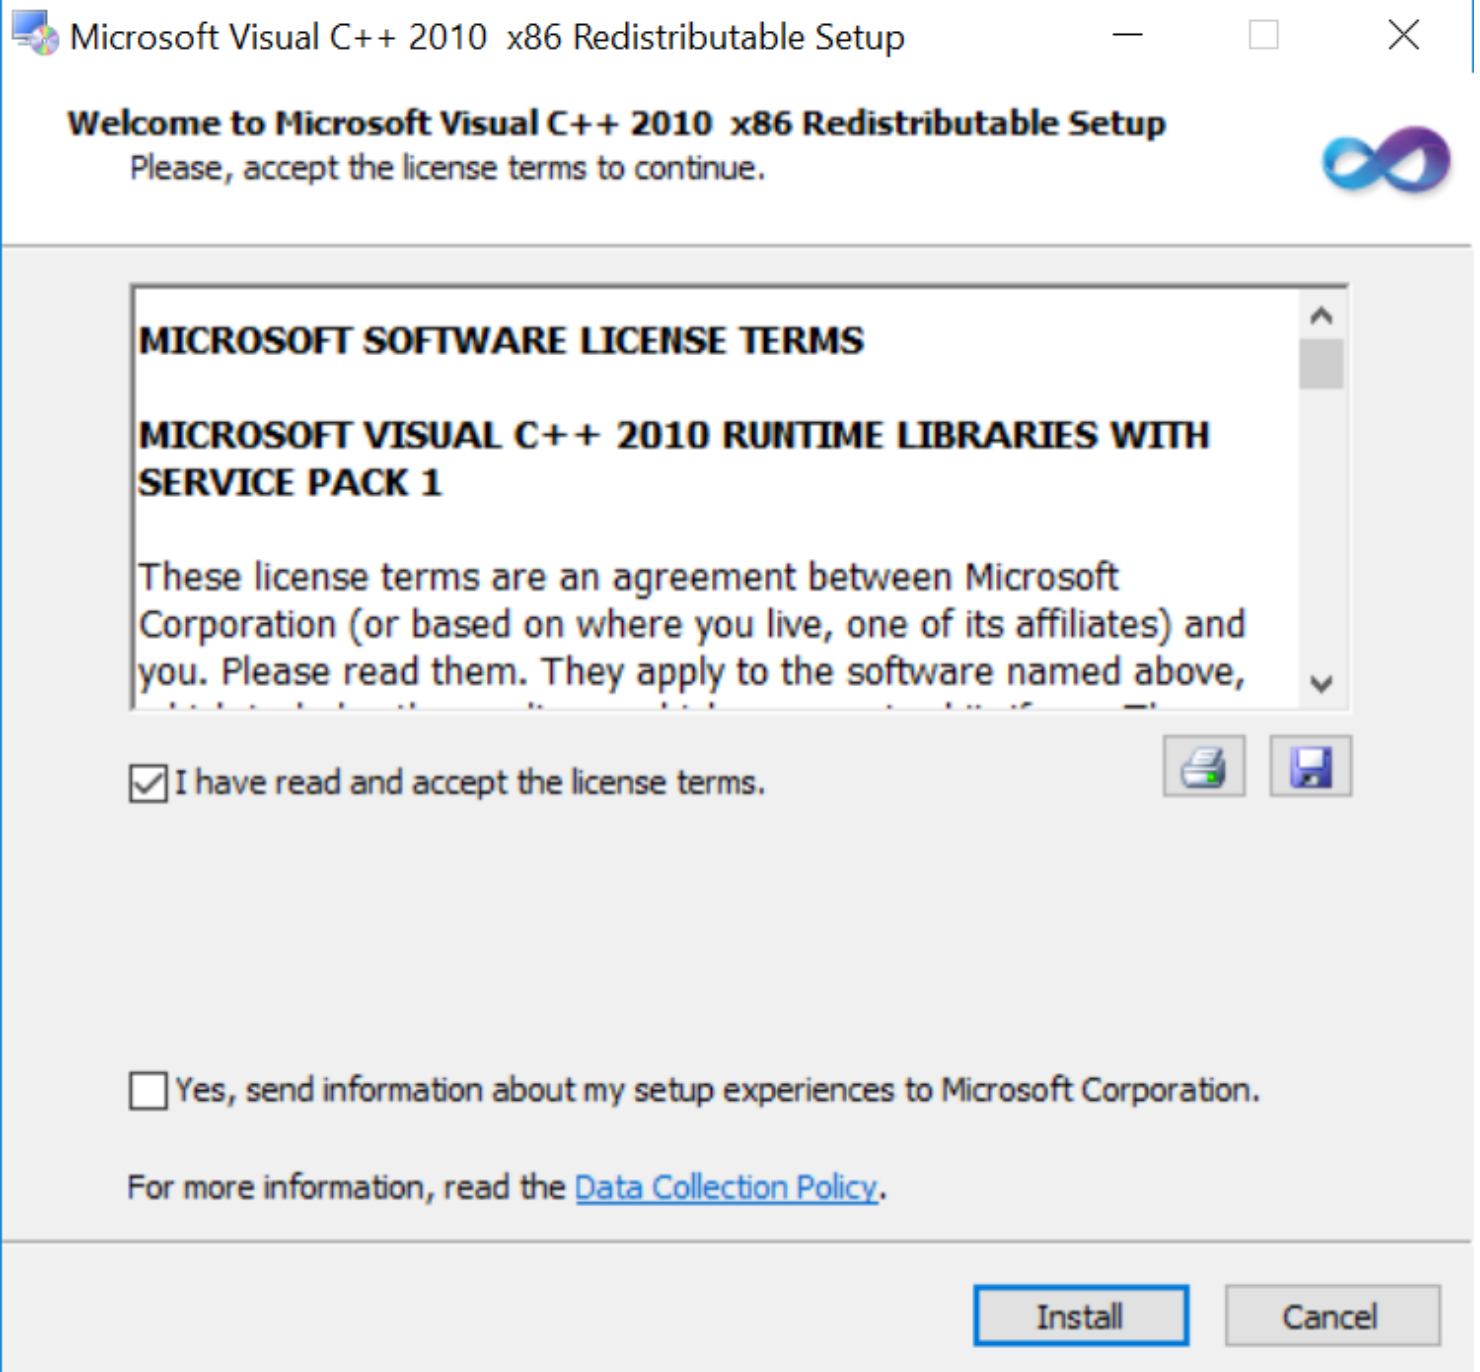 Microsoft Visual C++ 2010  x86 Redistributable Setup
Welcome to Microsoft Visual C++ 2010  x86 Redistributable Setup
Please, accept the license terms to continue.
MICROSOFT SOFTWARE LICENSE TERMS
MICROSOFT VISUAL C++ 2010 RUNTIME LIBRARIES WITH
SERVICE PACK 1
These license terms are an agreement between Microsoft
Corporation (or based on where you live, one of its affiliates) and
you. Please read them. They apply to the software named above,
I have read and accept the license terms.
Yes, send information about my setup experiences to Microsoft Corporation.
For more information, read the Data Collection Policy.
Install
Cancel